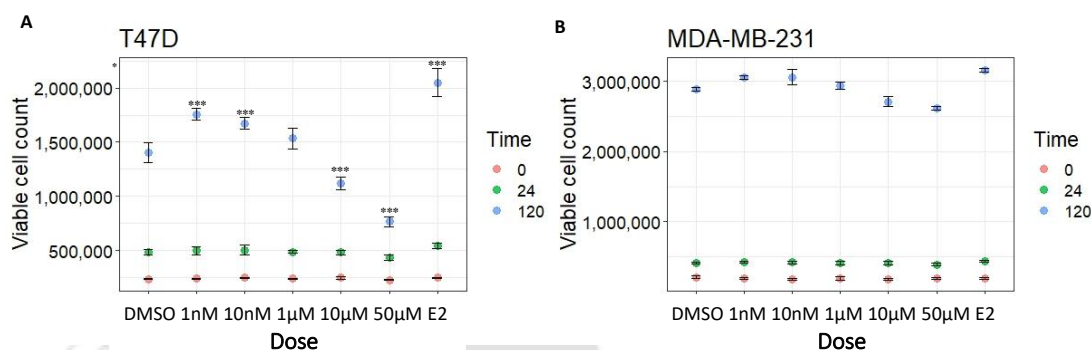 A
T47D
*
2,000,000
1,500,000
1,000,000
500,000
Viable cell count
***
***
***
***
***
DMSO 1nM 10nM 1µM 10µM 50µM E2
Dose
Time
0
24
120
B
MDA-MB-231
3,000,000
2,000,000
1,000,000
Viable cell count
DMSO 1nM 10nM 1µM 10µM 50µM E2
Dose
Time
0
24
120